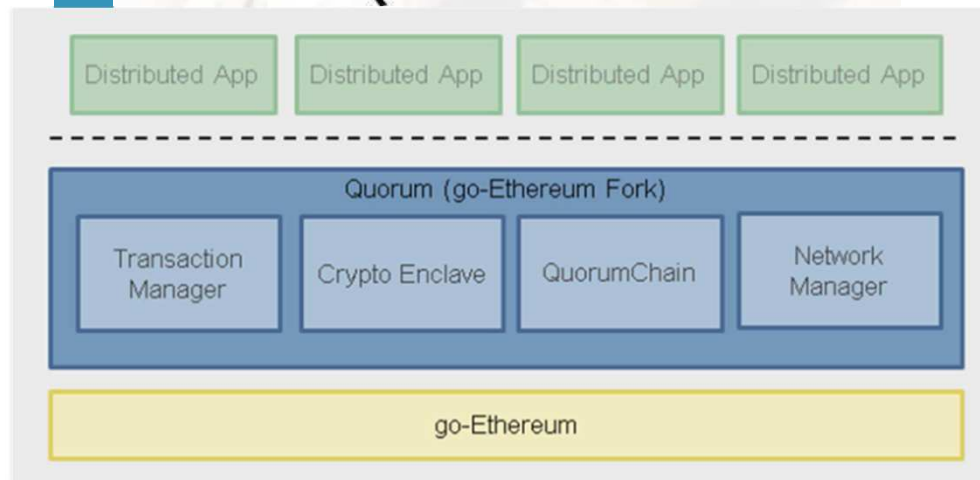 Distributed App
Distributed App
Distributed App
Distributed App
Quorum (go-Ethereum Fork)
Transaction
Manager
Crypto Enclave
QuorumChain
Network
Manager
go-Ethereum